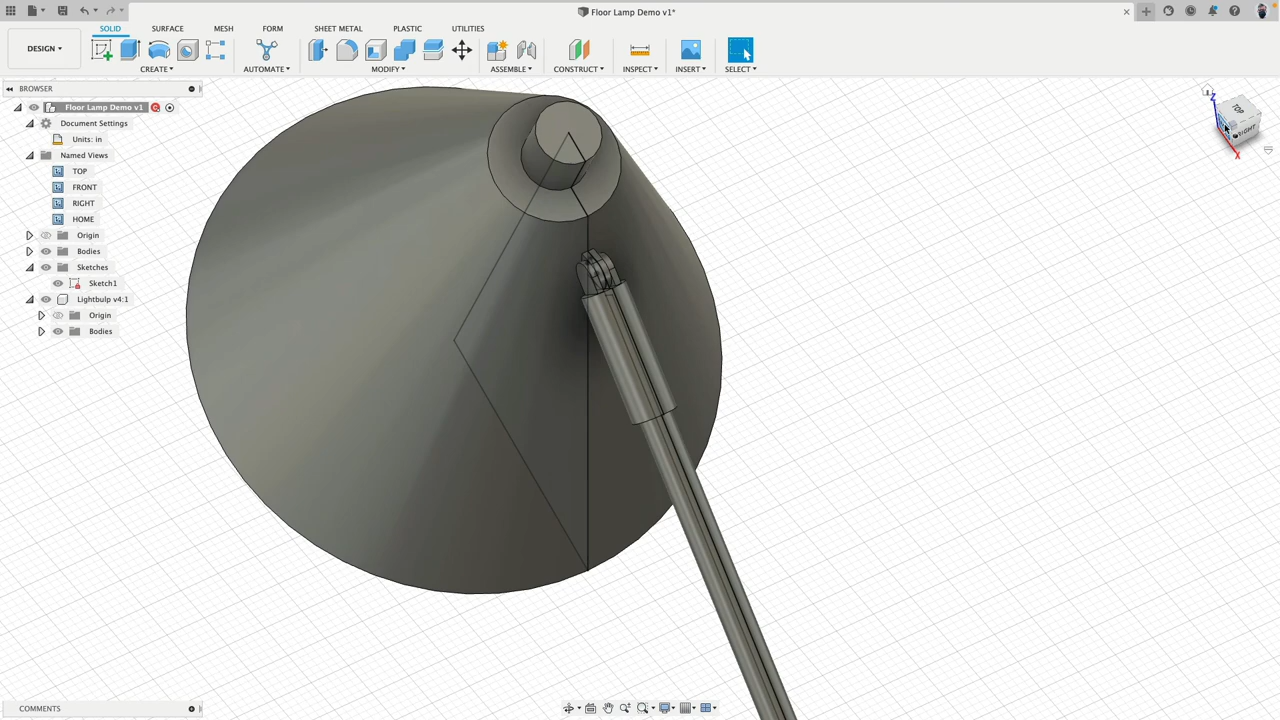 Floor Lamp Demo v1*
DESIGN
SOLID SURFACE MESH FORM SHEET METAL PLASTIC UTILITIES
CREATE AUTOMATE MODIFY ASSEMBLE CONSTRUCT INSPECT INSERT SELECT
BROWSER
Floor Lamp Demo v1
Document Settings
Units: in
Named Views
TOP
FRONT
RIGHT
HOME
Origin
Bodies
Sketches
Sketch1
Lightbulp v4:1
Origin
Bodies
Z
TOP
RIGHT
X
COMMENTS